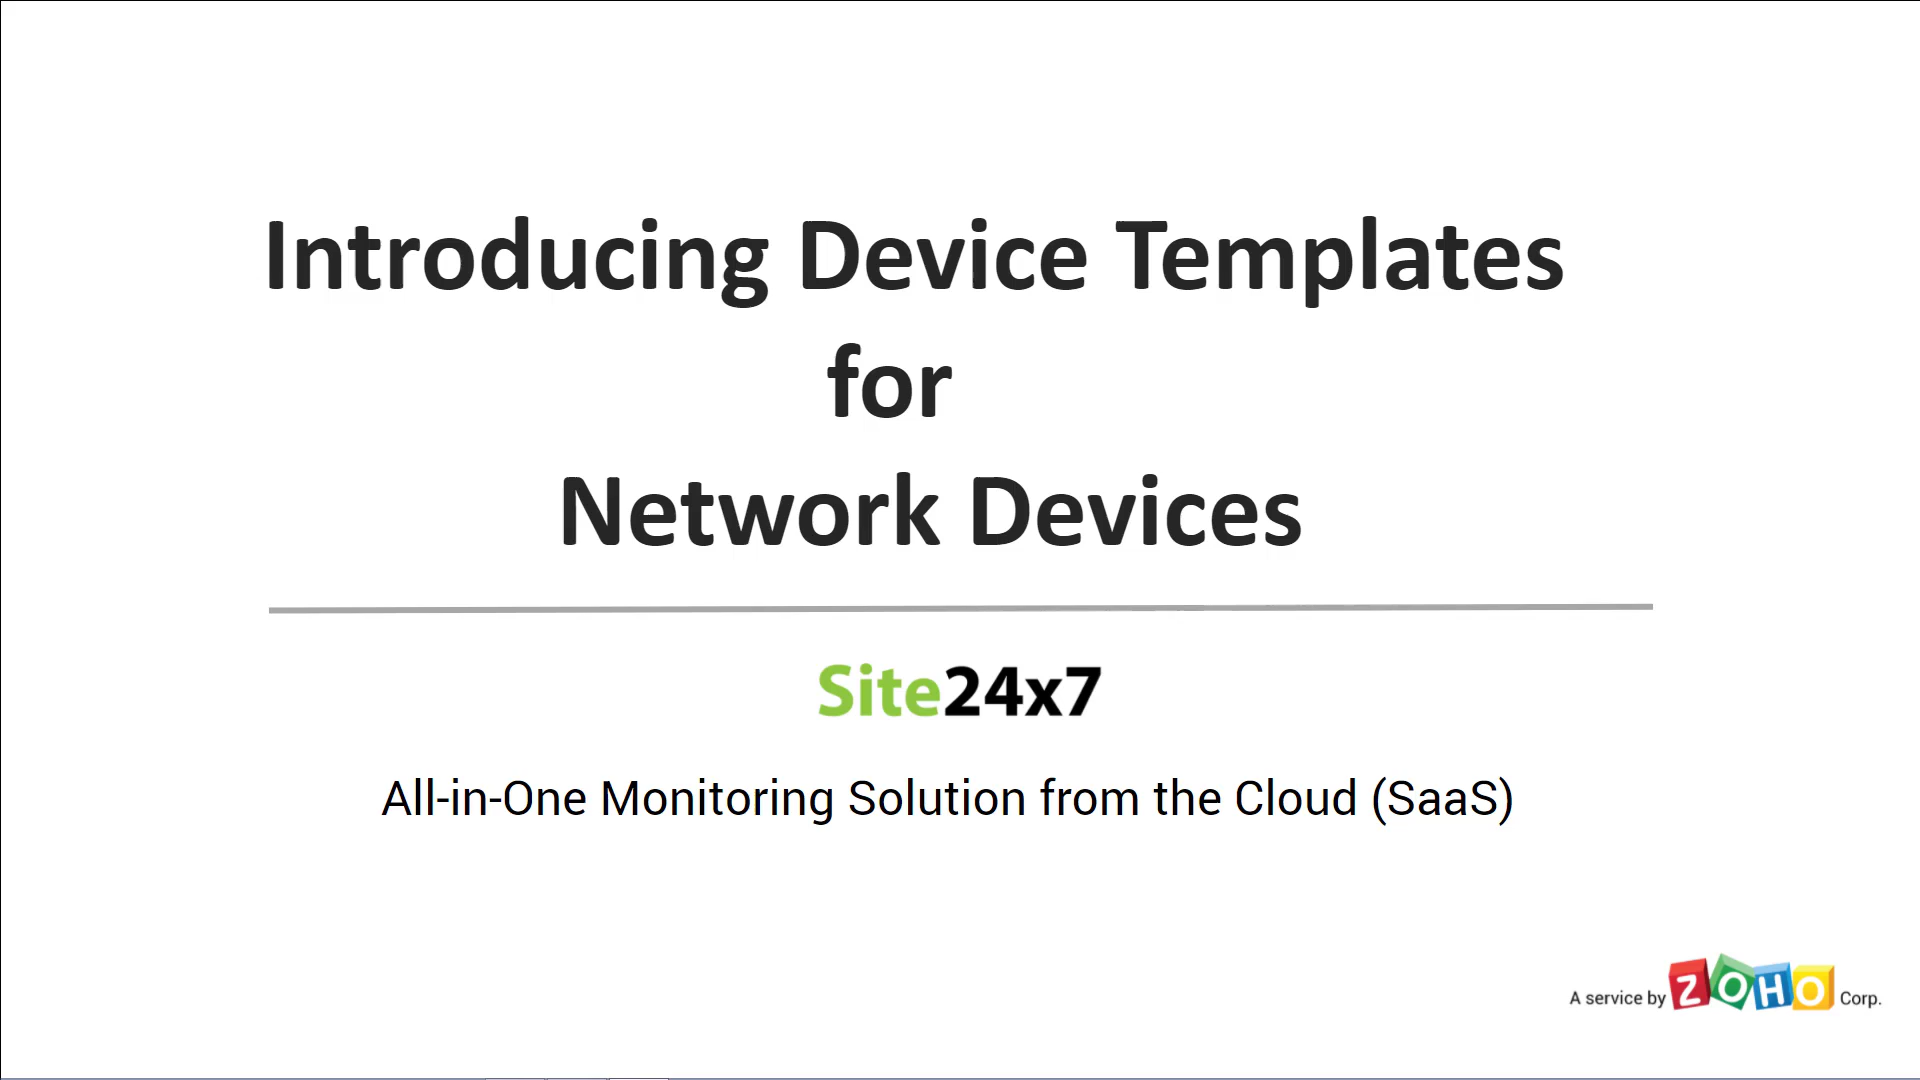 Introducing Device Templates
for
Network Devices
Site24x7
All-in-One Monitoring Solution from the Cloud (SaaS)
A service by ZOHO Corp.